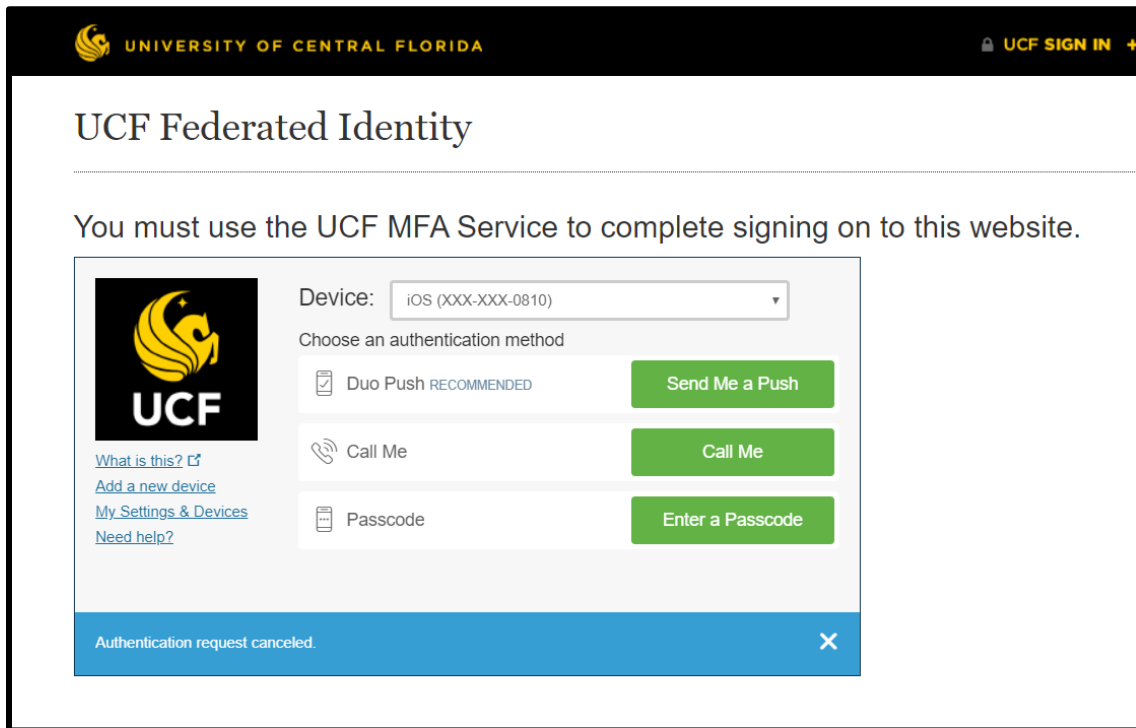 UNIVERSITY OF CENTRAL FLORIDA
UCF SIGN IN +
UCF Federated Identity
You must use the UCF MFA Service to complete signing on to this website.
UCF
What is this?
Add a new device
My Settings & Devices
Need help?
Device: iOS (XXX-XXX-0810)
Choose an authentication method
Duo Push RECOMMENDED Send Me a Push
Call Me Call Me
Passcode Enter a Passcode
Authentication request canceled.